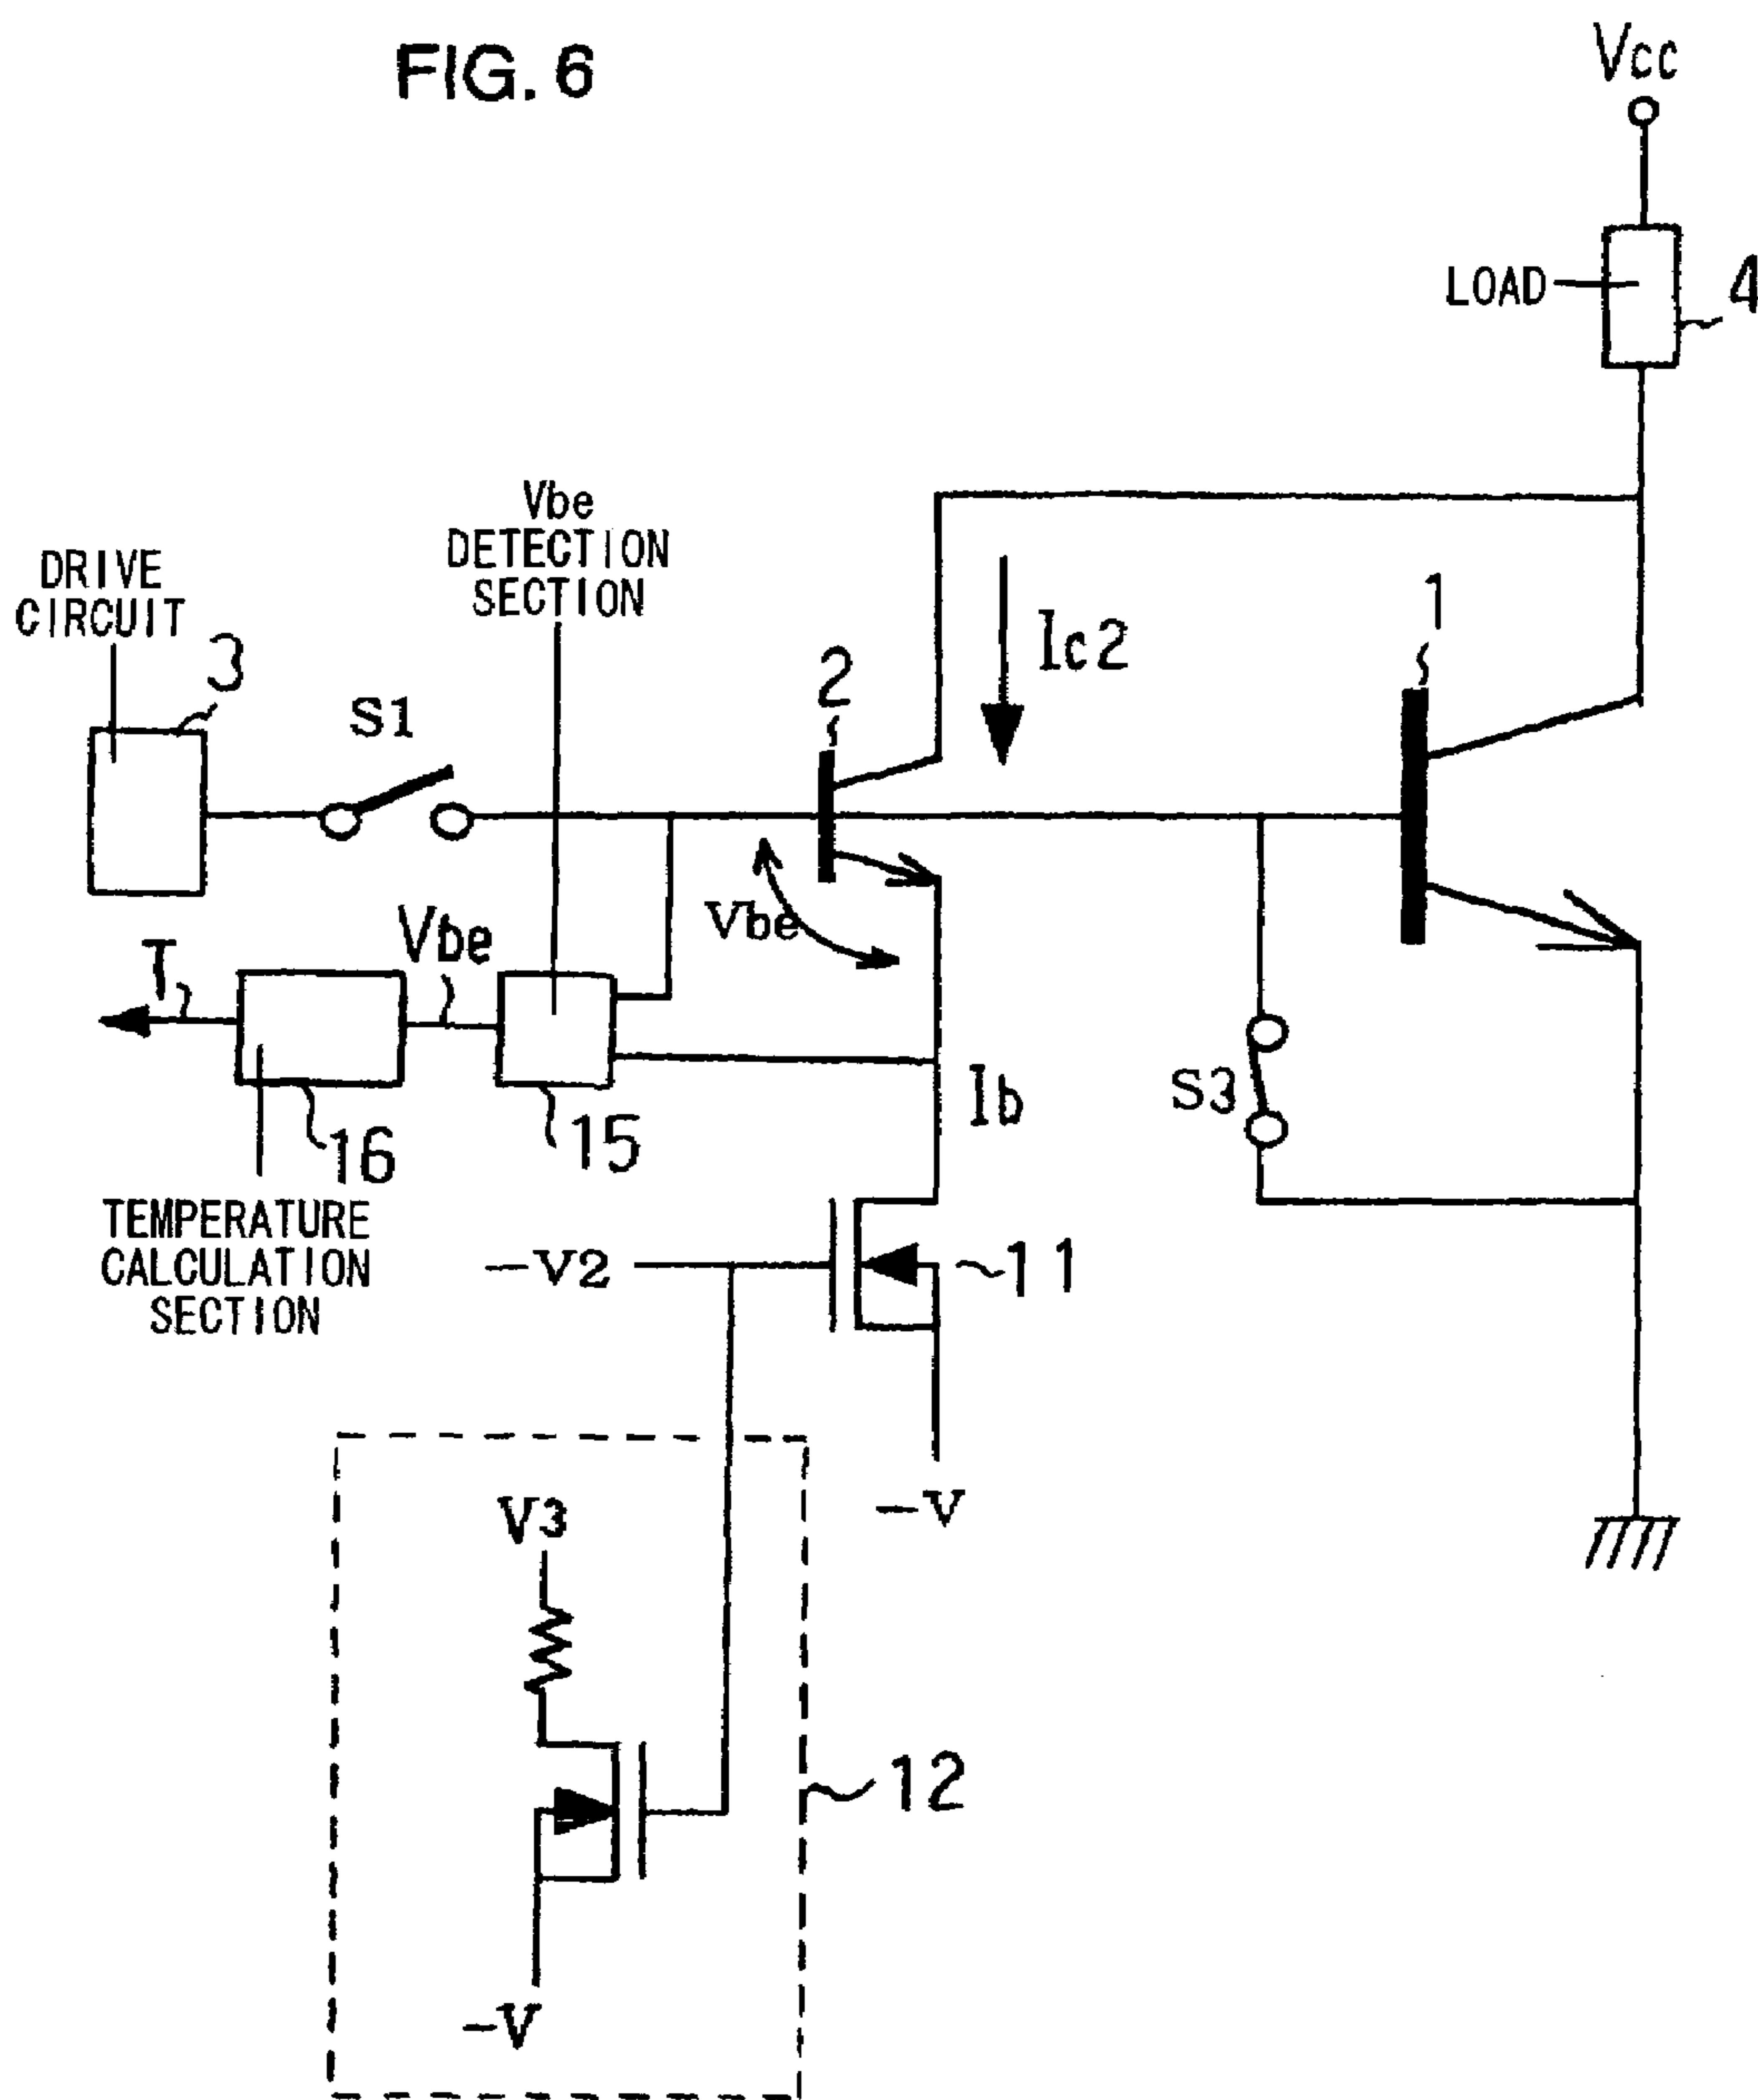 FIG. 6
Vcc
LOAD
4
Vbe
DETECTION
SECTION
DRIVE
CIRCUIT
3
S1
2
Ic2
1
Vbe
T
Vbe
S3
Ib
16
15
TEMPERATURE
CALCULATION
SECTION
-V2
11
-V
V3
12
-V